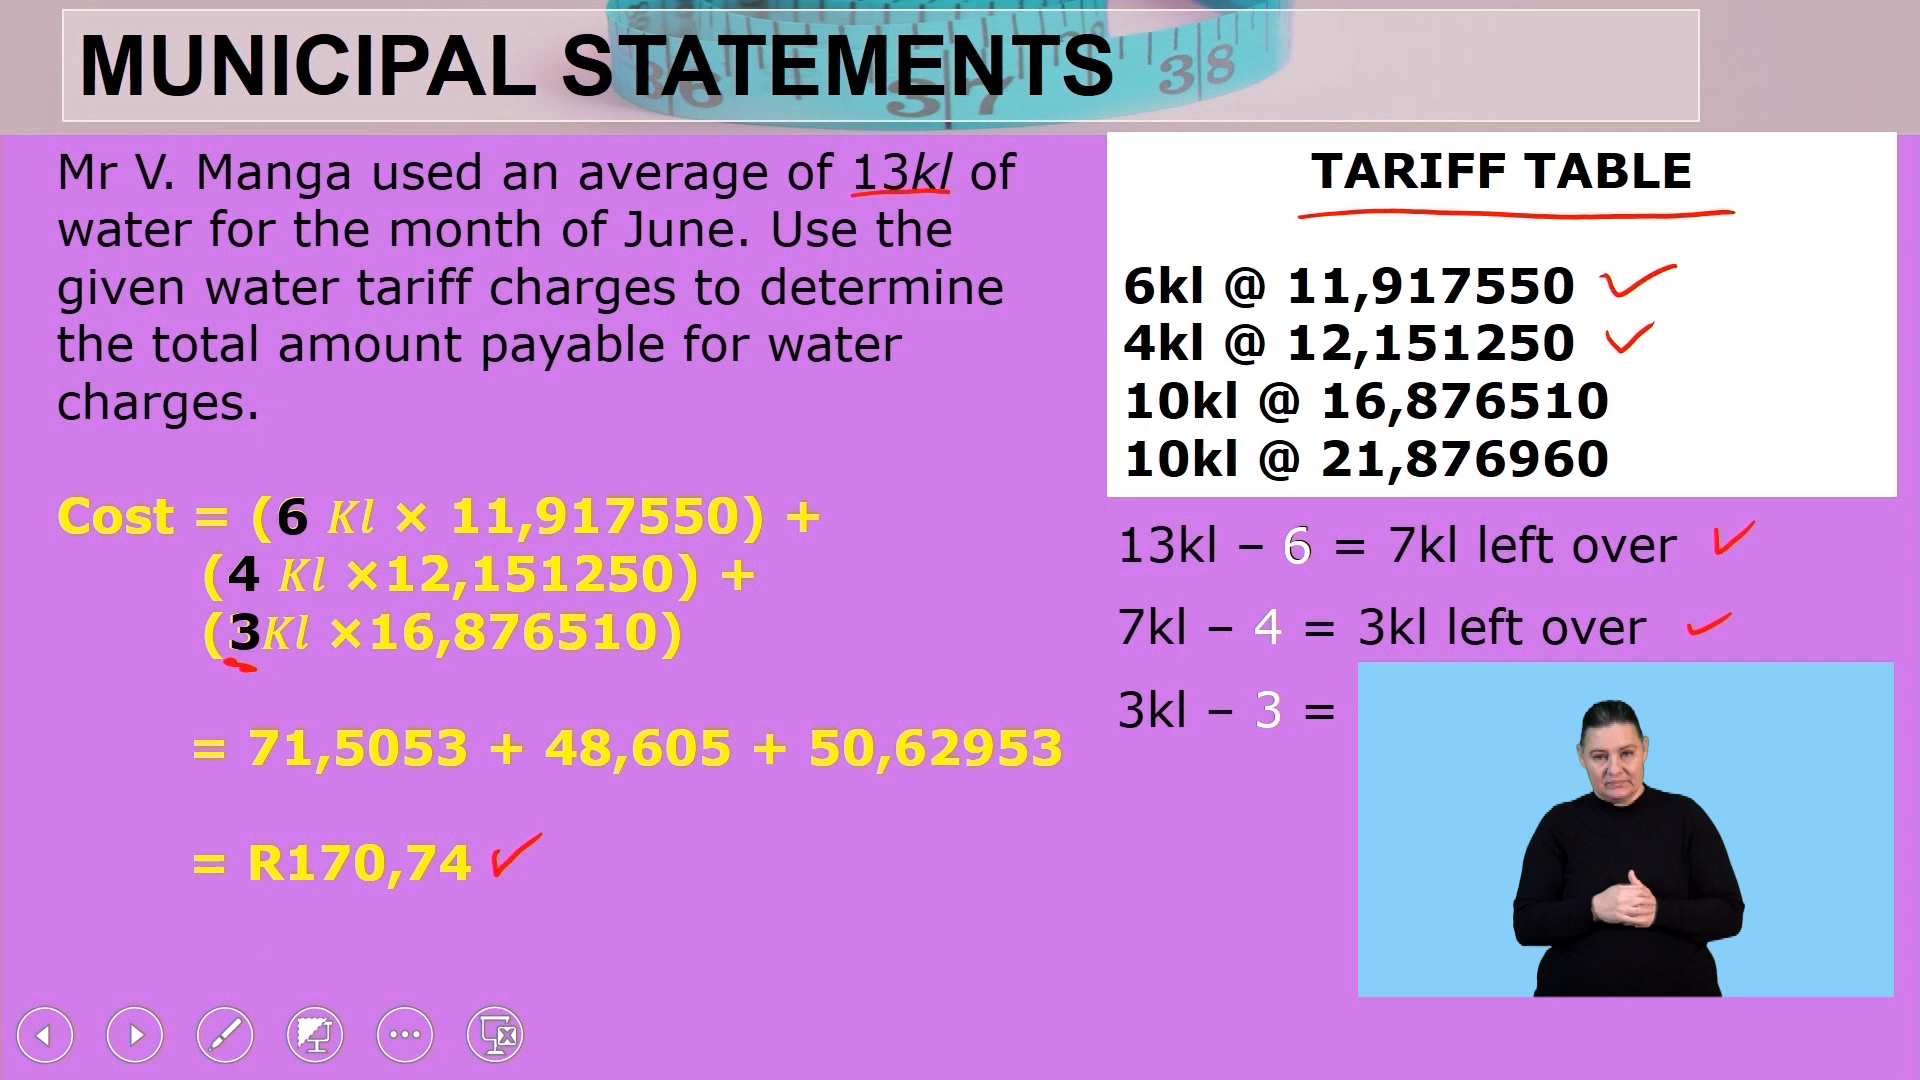 MUNICIPAL STATEMENTS
36 37 38
Mr V. Manga used an average of 13kl of
water for the month of June. Use the
given water tariff charges to determine
the total amount payable for water
charges.
Cost = (6 Kl × 11,917550) +
(4 Kl ×12,151250) +
(3Kl ×16,876510)
= 71,5053 + 48,605 + 50,62953
= R170,74
TARIFF TABLE
6kl @ 11,917550
4kl @ 12,151250
10kl @ 16,876510
10kl @ 21,876960
13kl – 6 = 7kl left over
7kl – 4 = 3kl left over
3kl – 3 =